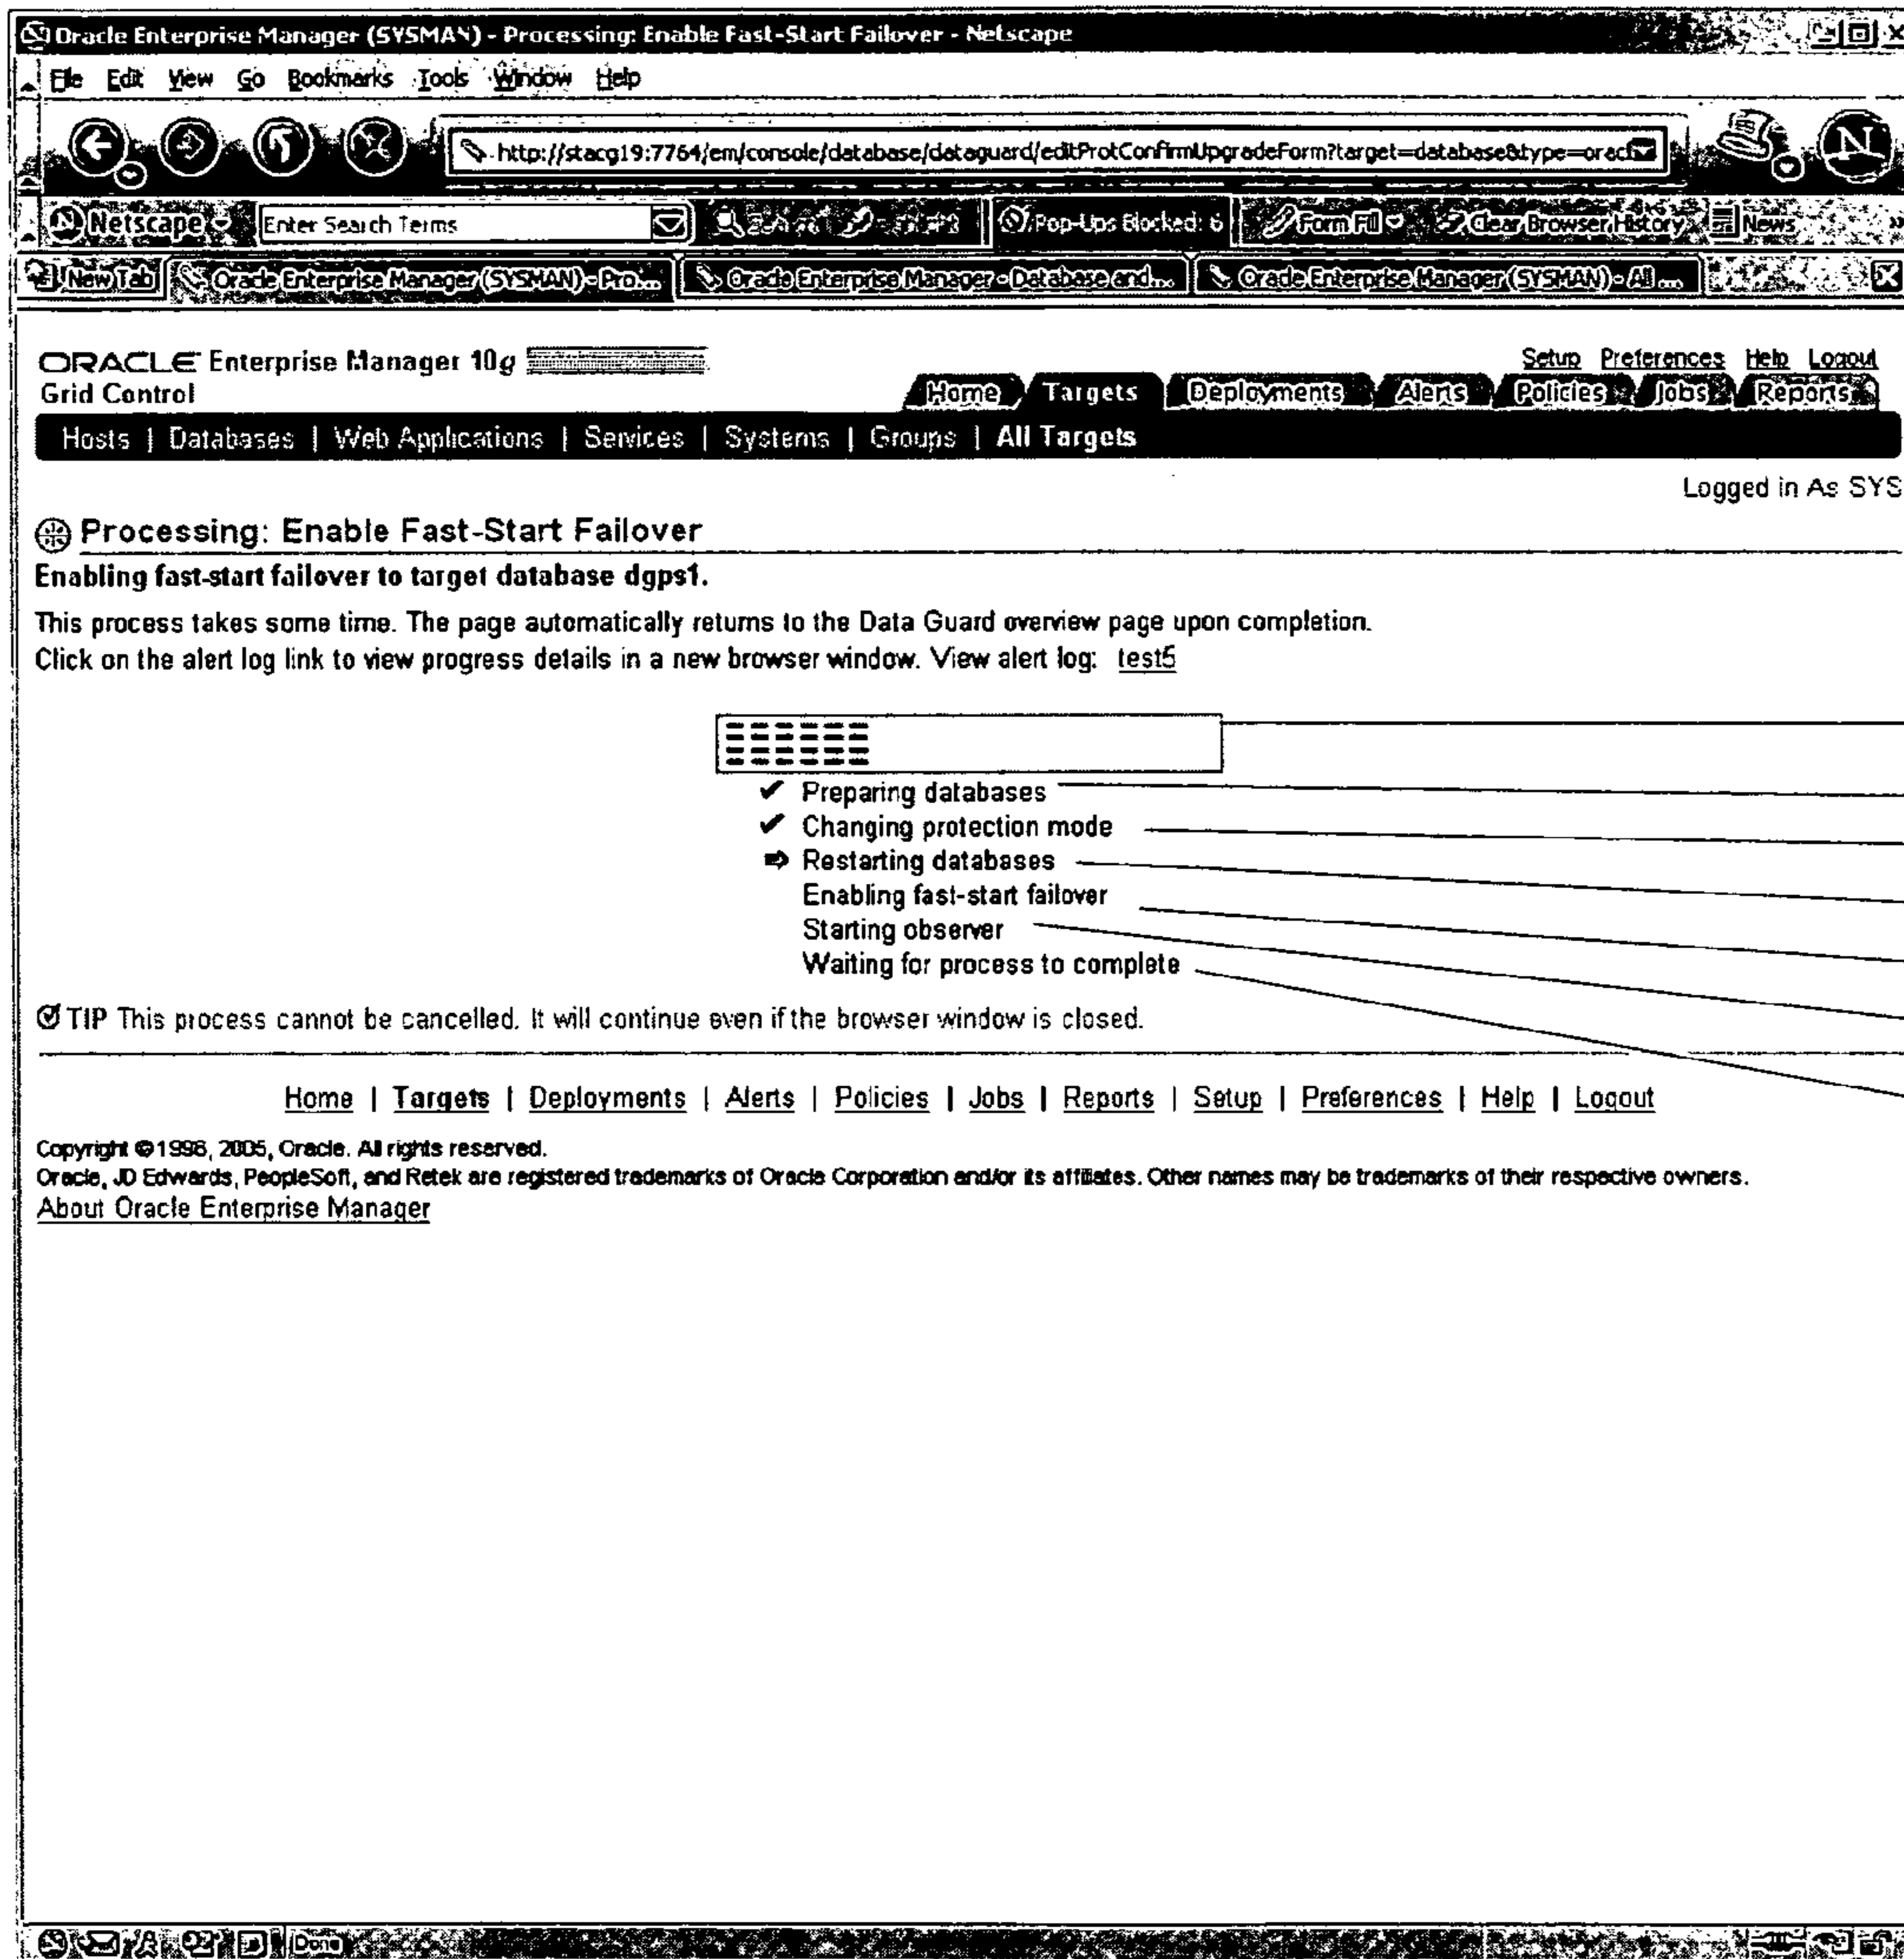 Oracle Enterprise Manager (SYSMAN) - Processing: Enable Fast-Start Failover - Netscape
File Edit View Go Bookmarks Tools Window Help
http://stacg19:7764/em/console/database/dataguard/editProtConfirmUpgradeForm?target=database&type=oracl
Netscape Enter Search Terms Pop-Ups Blocked: 6 Form Fill Clear Browser History News
New Tab Oracle Enterprise Manager (SYSMAN) - Pro... Oracle Enterprise Manager - Database and... Oracle Enterprise Manager (SYSMAN) - All ...
ORACLE Enterprise Manager 10g
Setup Preferences Help Logout
Grid Control
Home Targets Deployments Alerts Policies Jobs Reports
Hosts | Databases | Web Applications | Services | Systems | Groups | All Targets
Logged in As SYS
Processing: Enable Fast-Start Failover
Enabling fast-start failover to target database dgps1.
This process takes some time. The page automatically returns to the Data Guard overview page upon completion.
Click on the alert log link to view progress details in a new browser window. View alert log: test5
✔ Preparing databases
✔ Changing protection mode
➡ Restarting databases
Enabling fast-start failover
Starting observer
Waiting for process to complete
TIP This process cannot be cancelled. It will continue even if the browser window is closed.
Home | Targets | Deployments | Alerts | Policies | Jobs | Reports | Setup | Preferences | Help | Logout
Copyright © 1996, 2005, Oracle. All rights reserved.
Oracle, JD Edwards, PeopleSoft, and Retek are registered trademarks of Oracle Corporation and/or its affiliates. Other names may be trademarks of their respective owners.
About Oracle Enterprise Manager
Done